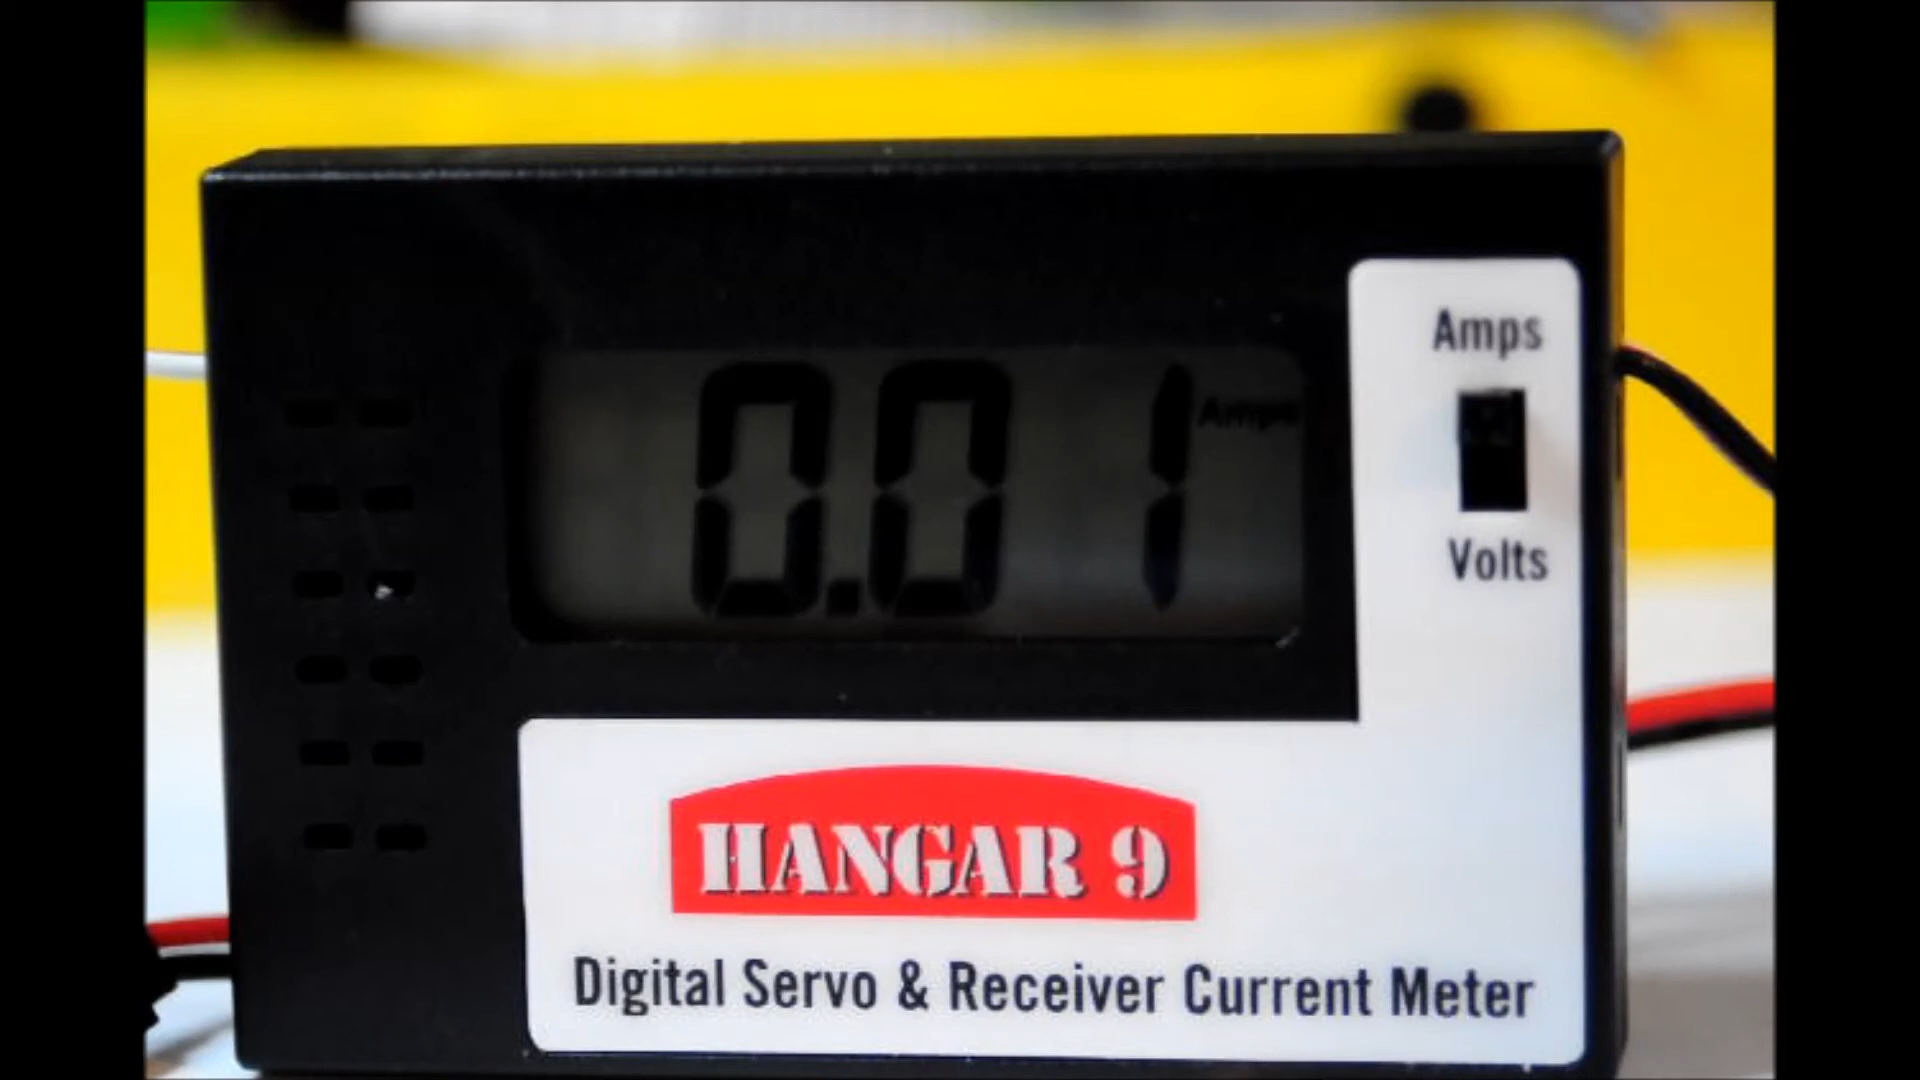 Amps
0.01 Amps
Volts
HANGAR 9
Digital Servo & Receiver Current Meter